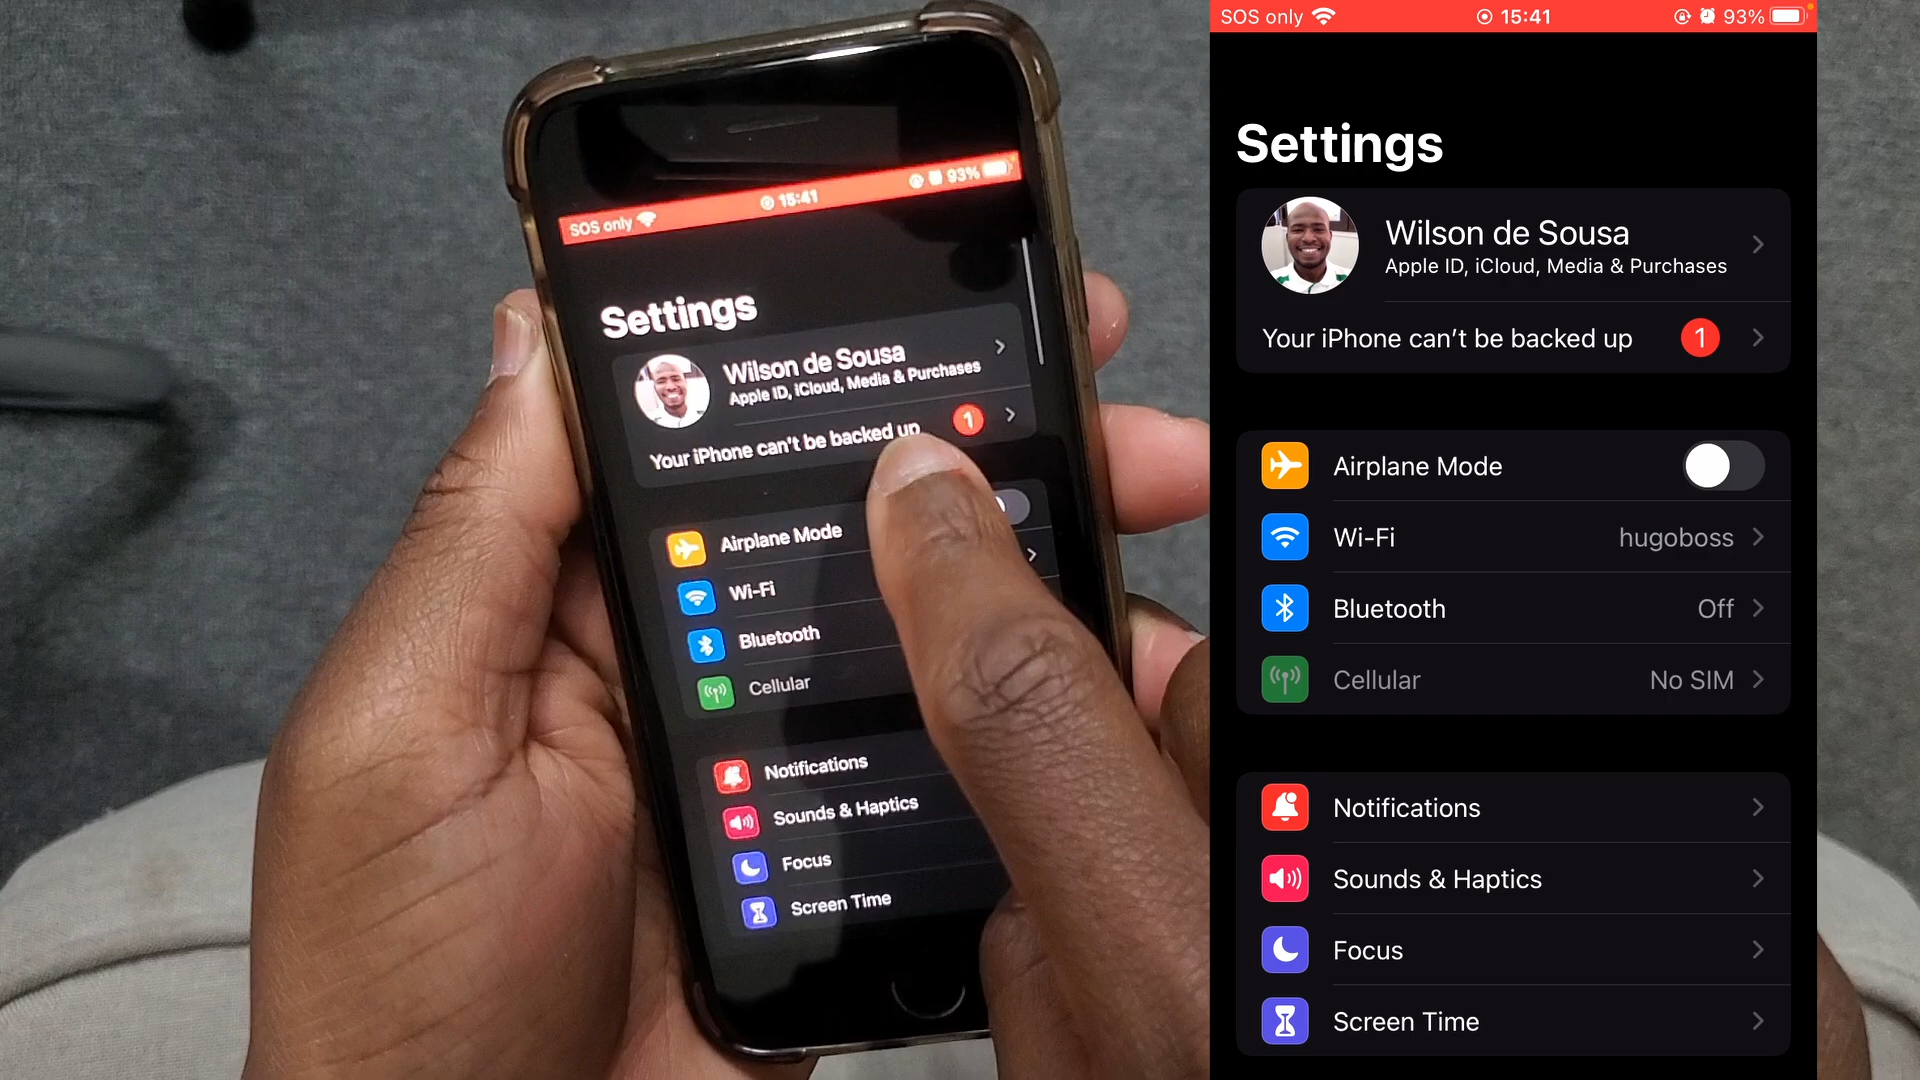 SOS only 15:41 93%
Settings
Wilson de Sousa
Apple ID, iCloud, Media & Purchases
Your iPhone can't be backed up 1
Airplane Mode
Wi-Fi
Bluetooth
Cellular
Notifications
Sounds & Haptics
Focus
Screen Time
SOS only 15:41 93%
Settings
Wilson de Sousa
Apple ID, iCloud, Media & Purchases
Your iPhone can't be backed up 1
Airplane Mode
Wi-Fi hugoboss
Bluetooth Off
Cellular No SIM
Notifications
Sounds & Haptics
Focus
Screen Time